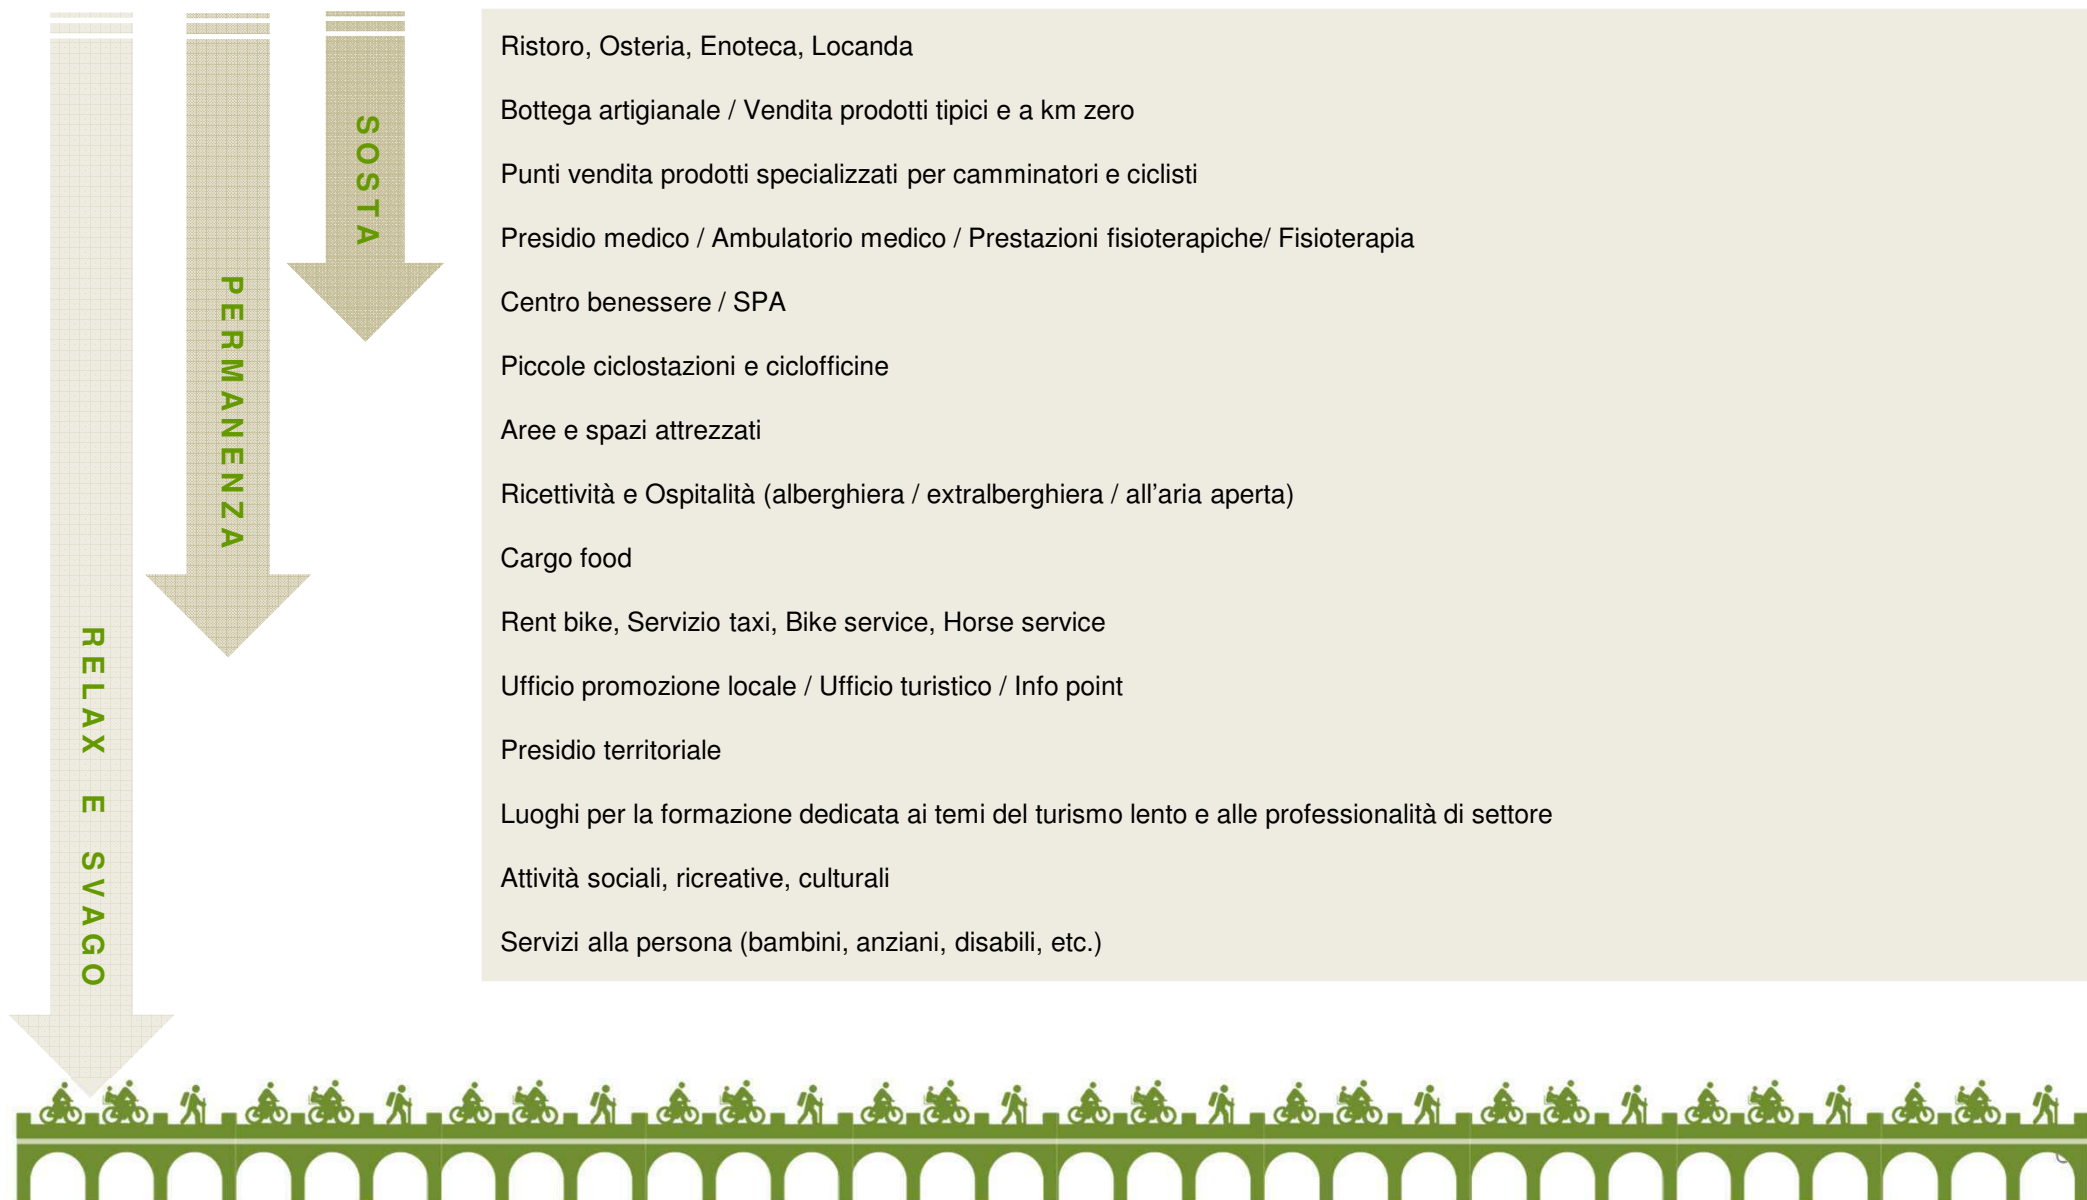 SOSTA
PERMANENZA
RELAX E SVAGO
Ristoro, Osteria, Enoteca, Locanda
Bottega artigianale / Vendita prodotti tipici e a km zero
Punti vendita prodotti specializzati per camminatori e ciclisti
Presidio medico / Ambulatorio medico / Prestazioni fisioterapiche/ Fisioterapia
Centro benessere / SPA
Piccole ciclostazioni e ciclofficine
Aree e spazi attrezzati
Ricettività e Ospitalità (alberghiera / extralberghiera / all’aria aperta)
Cargo food
Rent bike, Servizio taxi, Bike service, Horse service
Ufficio promozione locale / Ufficio turistico / Info point
Presidio territoriale
Luoghi per la formazione dedicata ai temi del turismo lento e alle professionalità di settore
Attività sociali, ricreative, culturali
Servizi alla persona (bambini, anziani, disabili, etc.)